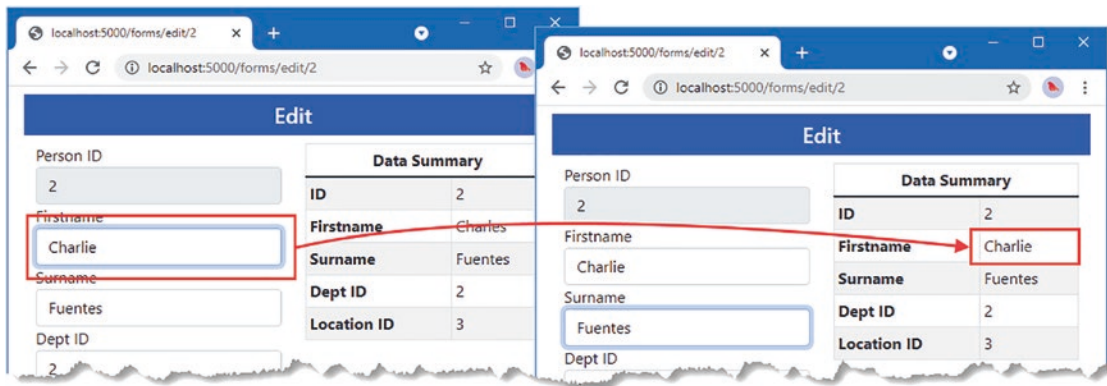 localhost:5000/forms/edit/2
localhost:5000/forms/edit/2
Edit
Person ID
2
Firstname
Charlie
Surname
Fuentes
Dept ID
2
Data Summary
ID 2
Firstname Charles
Surname Fuentes
Dept ID 2
Location ID 3
localhost:5000/forms/edit/2
localhost:5000/forms/edit/2
Edit
Person ID
2
Firstname
Charlie
Surname
Fuentes
Dept ID
Data Summary
ID 2
Firstname Charlie
Surname Fuentes
Dept ID 2
Location ID 3